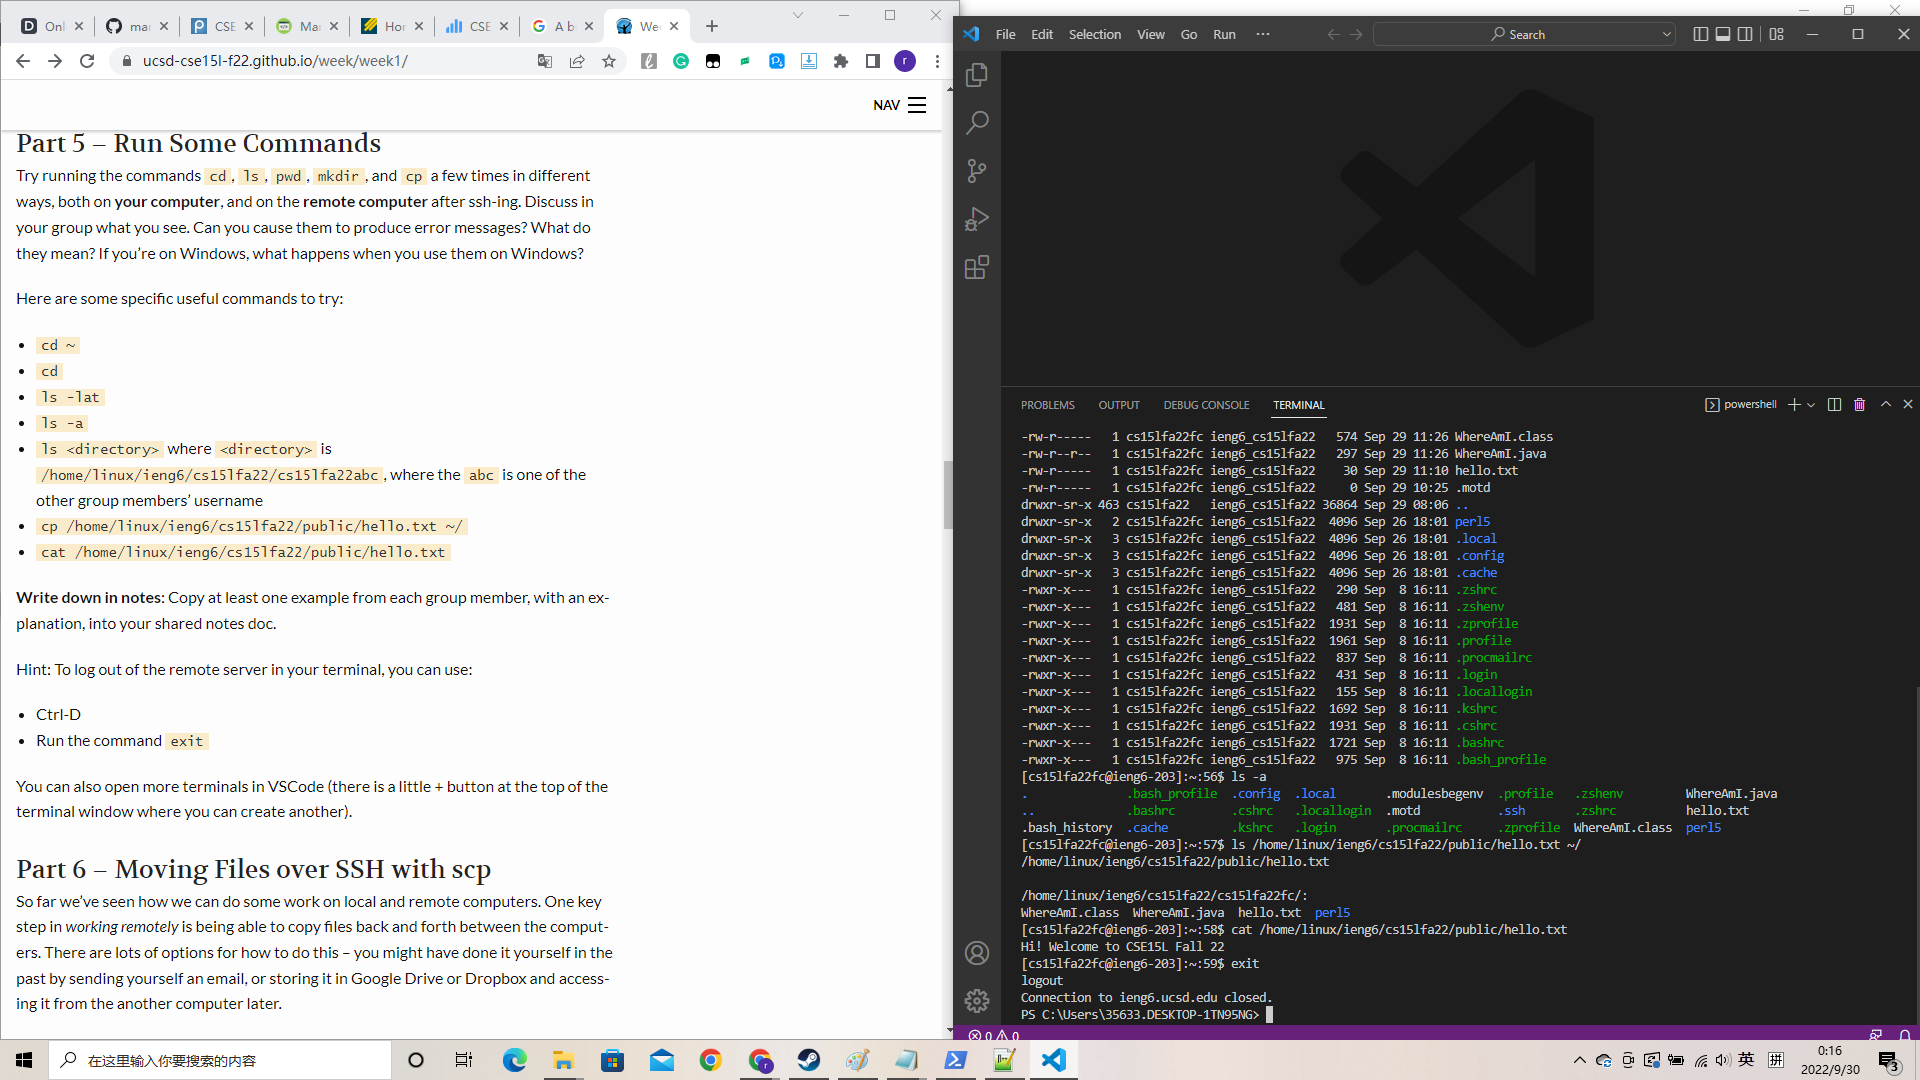 Onl
mar
CSE
Mar
Hor
CSE
A b
We
ucsd-cse15l-f22.github.io/week/week1/
r
NAV
Part 5 – Run Some Commands
Try running the commands cd, ls, pwd, mkdir, and cp a few times in different
ways, both on your computer, and on the remote computer after ssh-ing. Discuss in
your group what you see. Can you cause them to produce error messages? What do
they mean? If you’re on Windows, what happens when you use them on Windows?
Here are some specific useful commands to try:
• cd ~
• cd
• ls -lat
• ls -a
• ls <directory> where <directory> is
/home/linux/ieng6/cs15lfa22/cs15lfa22abc, where the abc is one of the
other group members’ username
• cp /home/linux/ieng6/cs15lfa22/public/hello.txt ~/
• cat /home/linux/ieng6/cs15lfa22/public/hello.txt
Write down in notes: Copy at least one example from each group member, with an ex-
planation, into your shared notes doc.
Hint: To log out of the remote server in your terminal, you can use:
• Ctrl-D
• Run the command exit
You can also open more terminals in VSCode (there is a little + button at the top of the
terminal window where you can create another).
Part 6 – Moving Files over SSH with scp
So far we’ve seen how we can do some work on local and remote computers. One key
step in working remotely is being able to copy files back and forth between the comput-
ers. There are lots of options for how to do this – you might have done it yourself in the
past by sending yourself an email, or storing it in Google Drive or Dropbox and access-
ing it from the another computer later.
File Edit Selection View Go Run ··· Search
PROBLEMS OUTPUT DEBUG CONSOLE TERMINAL powershell
-rw-r----- 1 cs15lfa22fc ieng6_cs15lfa22 574 Sep 29 11:26 WhereAmI.class
-rw-r--r-- 1 cs15lfa22fc ieng6_cs15lfa22 297 Sep 29 11:26 WhereAmI.java
-rw-r----- 1 cs15lfa22fc ieng6_cs15lfa22 30 Sep 29 11:10 hello.txt
-rw-r----- 1 cs15lfa22fc ieng6_cs15lfa22 0 Sep 29 10:25 .motd
drwxr-sr-x 463 cs15lfa22 ieng6_cs15lfa22 36864 Sep 29 08:06 ..
drwxr-sr-x 2 cs15lfa22fc ieng6_cs15lfa22 4096 Sep 26 18:01 perl5
drwxr-sr-x 3 cs15lfa22fc ieng6_cs15lfa22 4096 Sep 26 18:01 .local
drwxr-sr-x 3 cs15lfa22fc ieng6_cs15lfa22 4096 Sep 26 18:01 .config
drwxr-sr-x 3 cs15lfa22fc ieng6_cs15lfa22 4096 Sep 26 18:01 .cache
-rwxr-x--- 1 cs15lfa22fc ieng6_cs15lfa22 290 Sep 8 16:11 .zshrc
-rwxr-x--- 1 cs15lfa22fc ieng6_cs15lfa22 481 Sep 8 16:11 .zshenv
-rwxr-x--- 1 cs15lfa22fc ieng6_cs15lfa22 1931 Sep 8 16:11 .zprofile
-rwxr-x--- 1 cs15lfa22fc ieng6_cs15lfa22 1961 Sep 8 16:11 .profile
-rwxr-x--- 1 cs15lfa22fc ieng6_cs15lfa22 837 Sep 8 16:11 .procmailrc
-rwxr-x--- 1 cs15lfa22fc ieng6_cs15lfa22 431 Sep 8 16:11 .login
-rwxr-x--- 1 cs15lfa22fc ieng6_cs15lfa22 155 Sep 8 16:11 .locallogin
-rwxr-x--- 1 cs15lfa22fc ieng6_cs15lfa22 1692 Sep 8 16:11 .kshrc
-rwxr-x--- 1 cs15lfa22fc ieng6_cs15lfa22 1931 Sep 8 16:11 .cshrc
-rwxr-x--- 1 cs15lfa22fc ieng6_cs15lfa22 1721 Sep 8 16:11 .bashrc
-rwxr-x--- 1 cs15lfa22fc ieng6_cs15lfa22 975 Sep 8 16:11 .bash_profile
[cs15lfa22fc@ieng6-203]:~:56$ ls -a
. .bash_profile .config .local .modulesbegenv .profile .zshenv WhereAmI.java
.. .bashrc .cshrc .locallogin .motd .ssh .zshrc hello.txt
.bash_history .cache .kshrc .login .procmailrc .zprofile WhereAmI.class perl5
[cs15lfa22fc@ieng6-203]:~:57$ ls /home/linux/ieng6/cs15lfa22/public/hello.txt ~/
/home/linux/ieng6/cs15lfa22/public/hello.txt
/home/linux/ieng6/cs15lfa22/cs15lfa22fc/:
WhereAmI.class WhereAmI.java hello.txt perl5
[cs15lfa22fc@ieng6-203]:~:58$ cat /home/linux/ieng6/cs15lfa22/public/hello.txt
Hi! Welcome to CSE15L Fall 22
[cs15lfa22fc@ieng6-203]:~:59$ exit
logout
Connection to ieng6.ucsd.edu closed.
PS C:\Users\35633.DESKTOP-1TN95NG>
0 0
在这里输入你要搜索的内容
英 拼
0:16
2022/9/30
3